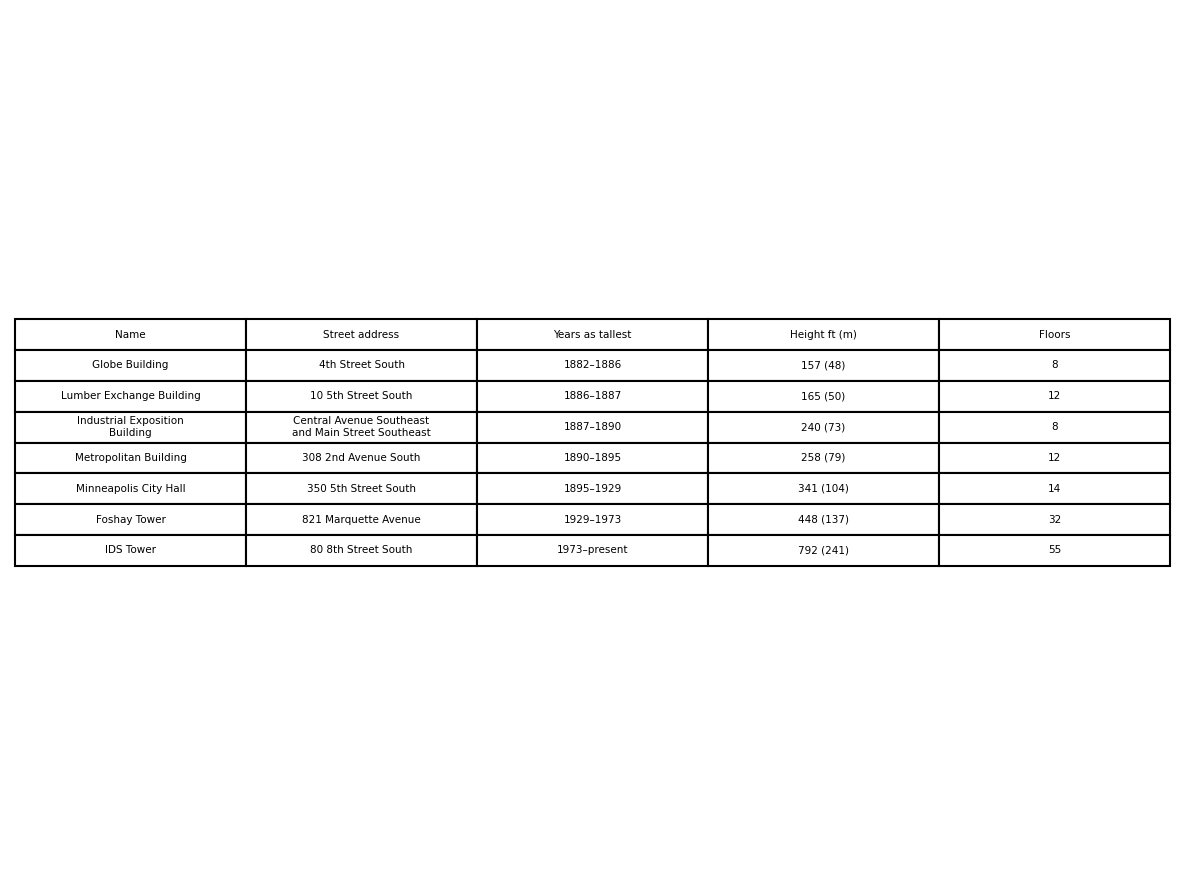 Name Street address Years as tallest Height ft (m) Floors
Globe Building 4th Street South 1882–1886 157 (48) 8
Lumber Exchange Building 10 5th Street South 1886–1887 165 (50) 12
Industrial Exposition
Building Central Avenue Southeast
and Main Street Southeast 1887–1890 240 (73) 8
Metropolitan Building 308 2nd Avenue South 1890–1895 258 (79) 12
Minneapolis City Hall 350 5th Street South 1895–1929 341 (104) 14
Foshay Tower 821 Marquette Avenue 1929–1973 448 (137) 32
IDS Tower 80 8th Street South 1973–present 792 (241) 55